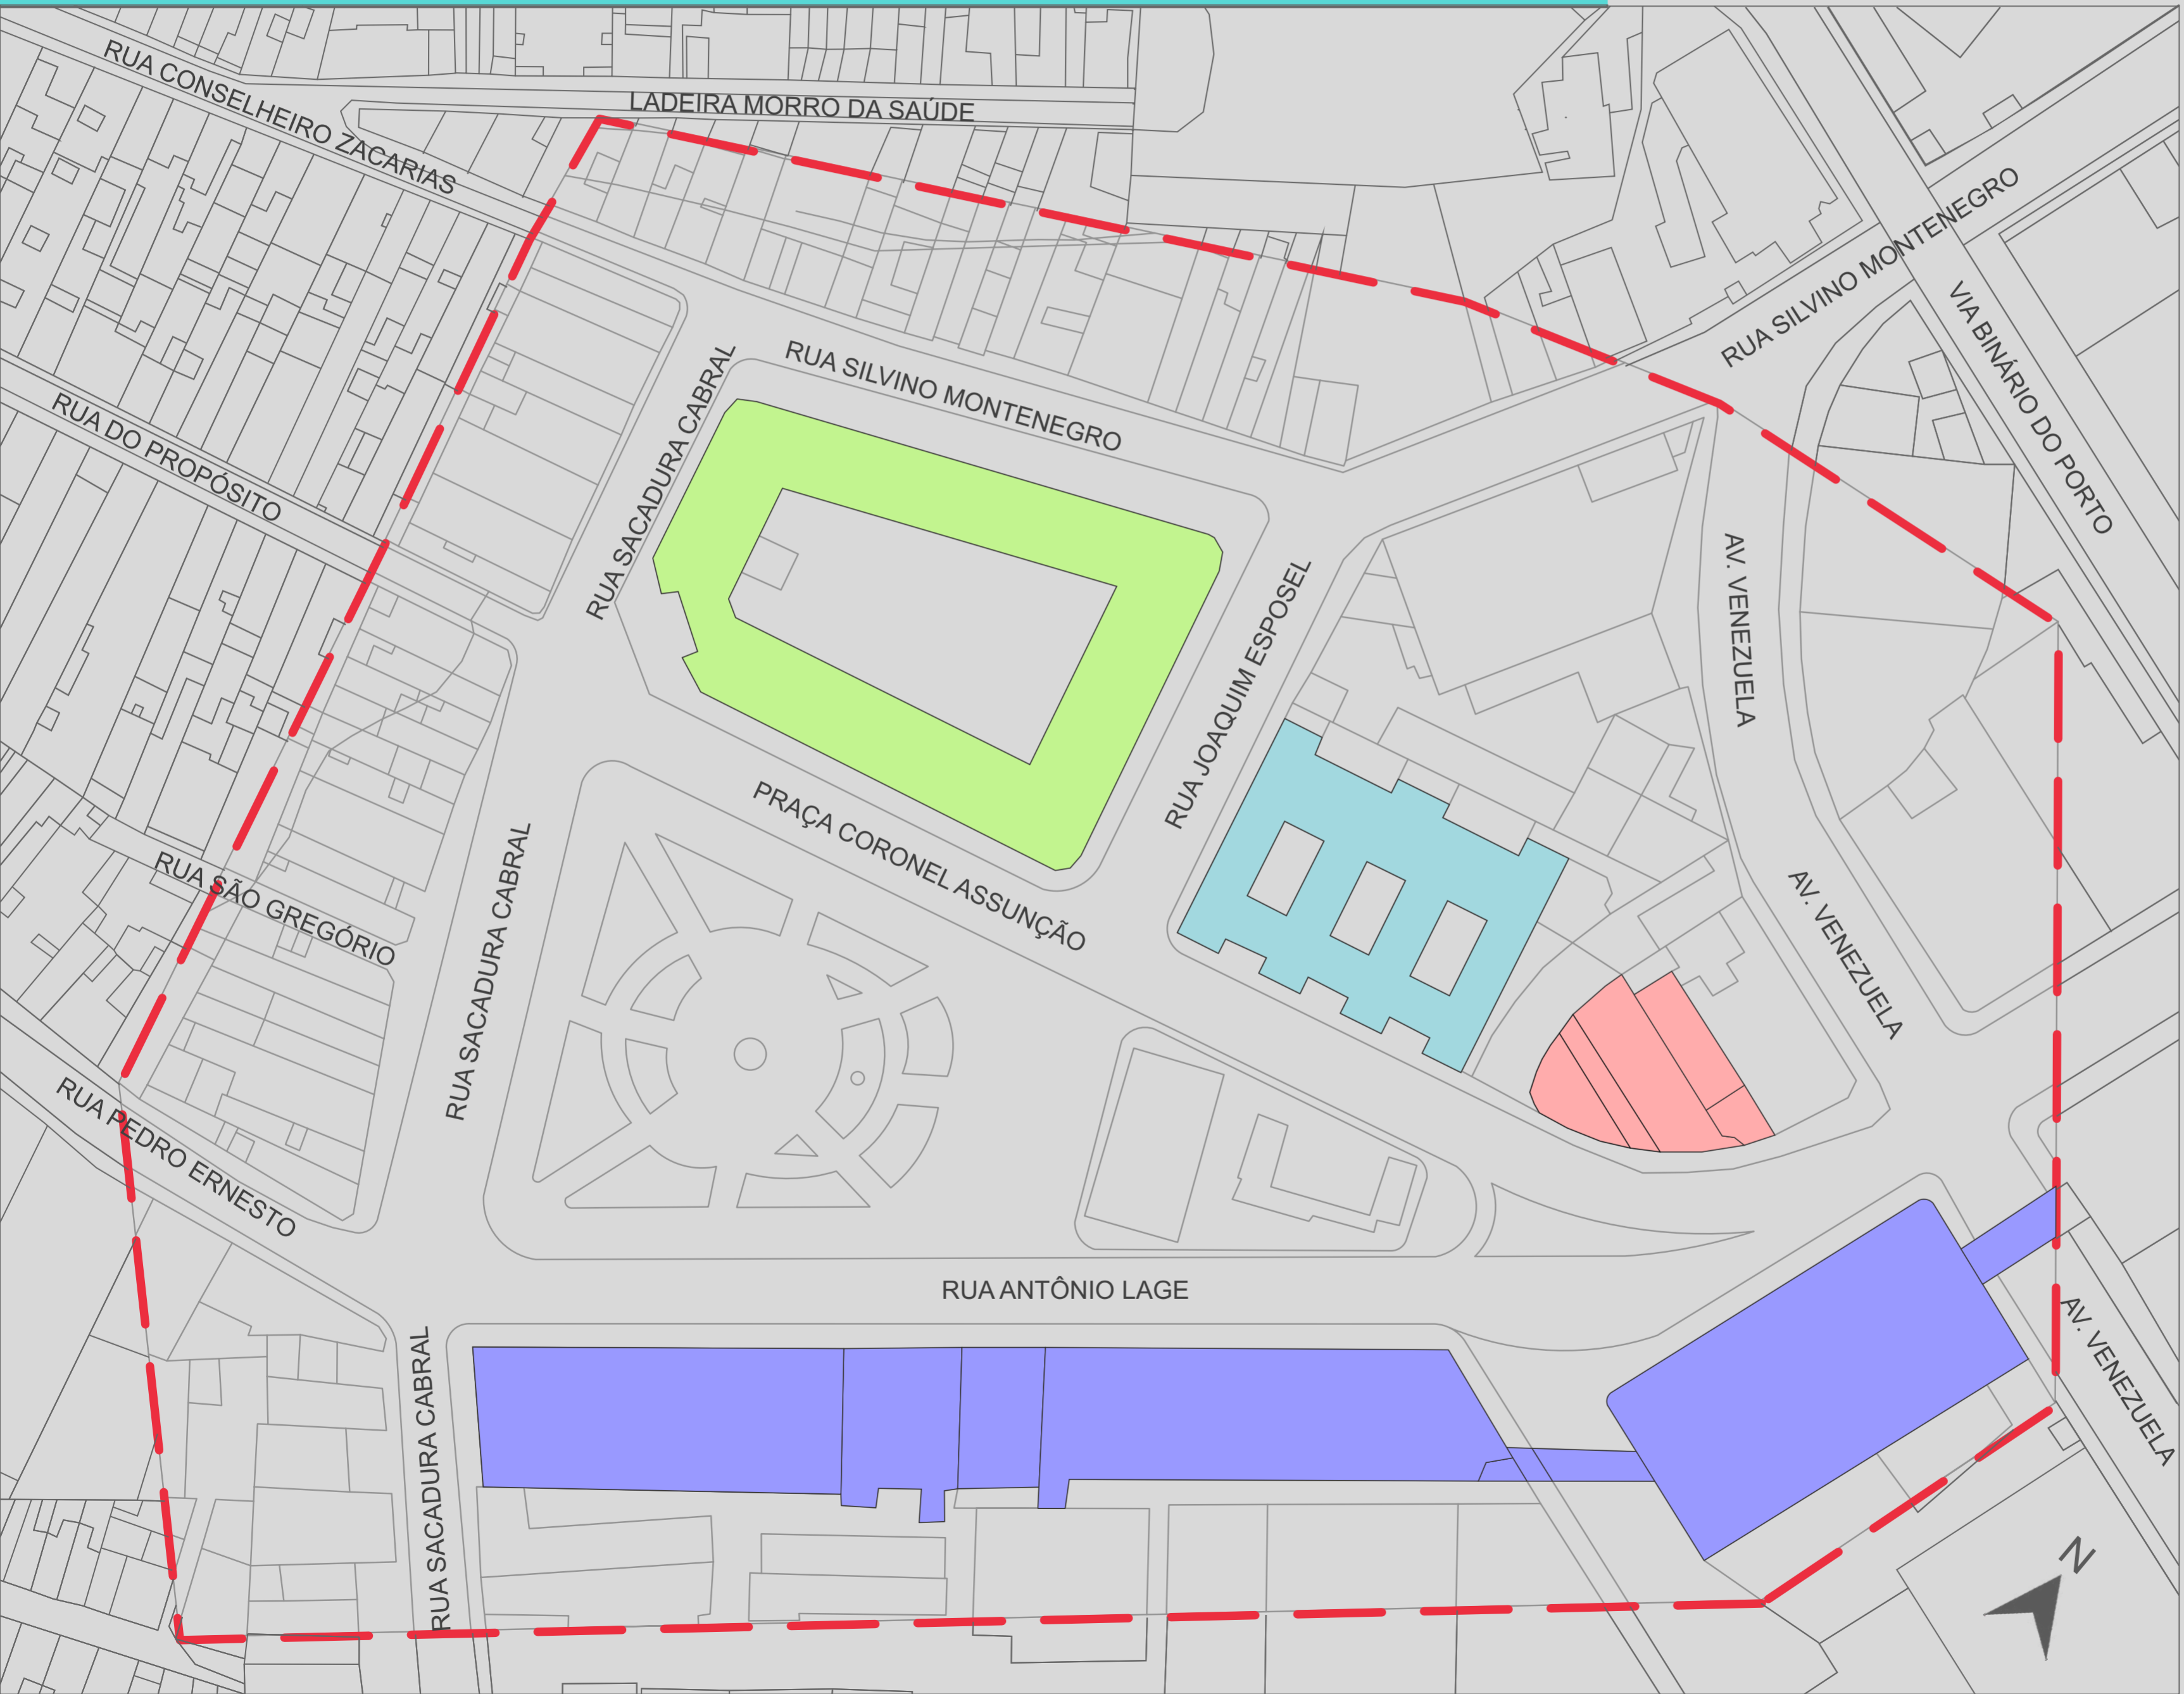 RUA CONSELHEIRO ZACARIAS
LADEIRA MORRO DA SAÚDE
RUA SILVINO MONTENEGRO
VIA BINÁRIO DO PORTO
RUA SACADURA CABRAL
RUA SILVINO MONTENEGRO
RUA DO PROPÓSITO
RUA JOAQUIM ESPOSEL
AV. VENEZUELA
PRAÇA CORONEL ASSUNÇÃO
RUA SÃO GREGÓRIO
RUA SACADURA CABRAL
AV. VENEZUELA
RUA PEDRO ERNESTO
RUA ANTÔNIO LAGE
AV. VENEZUELA
RUA SACADURA CABRAL
N